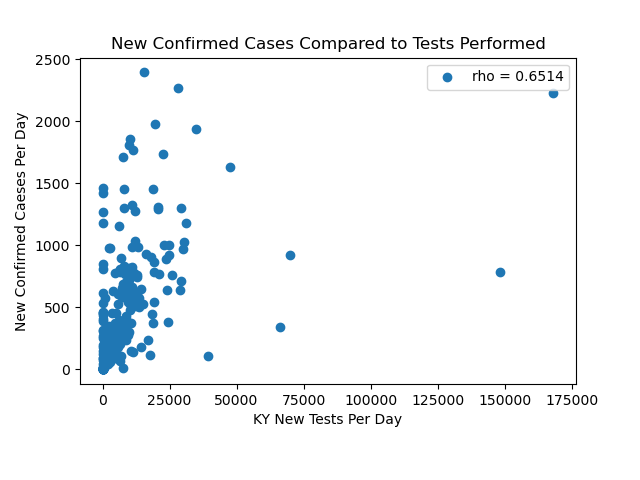 New Confirmed Cases Compared to Tests Performed
rho = 0.6514
New Confirmed Caeses Per Day
2500
2000
1500
1000
500
0
0 25000 50000 75000 100000 125000 150000 175000
KY New Tests Per Day